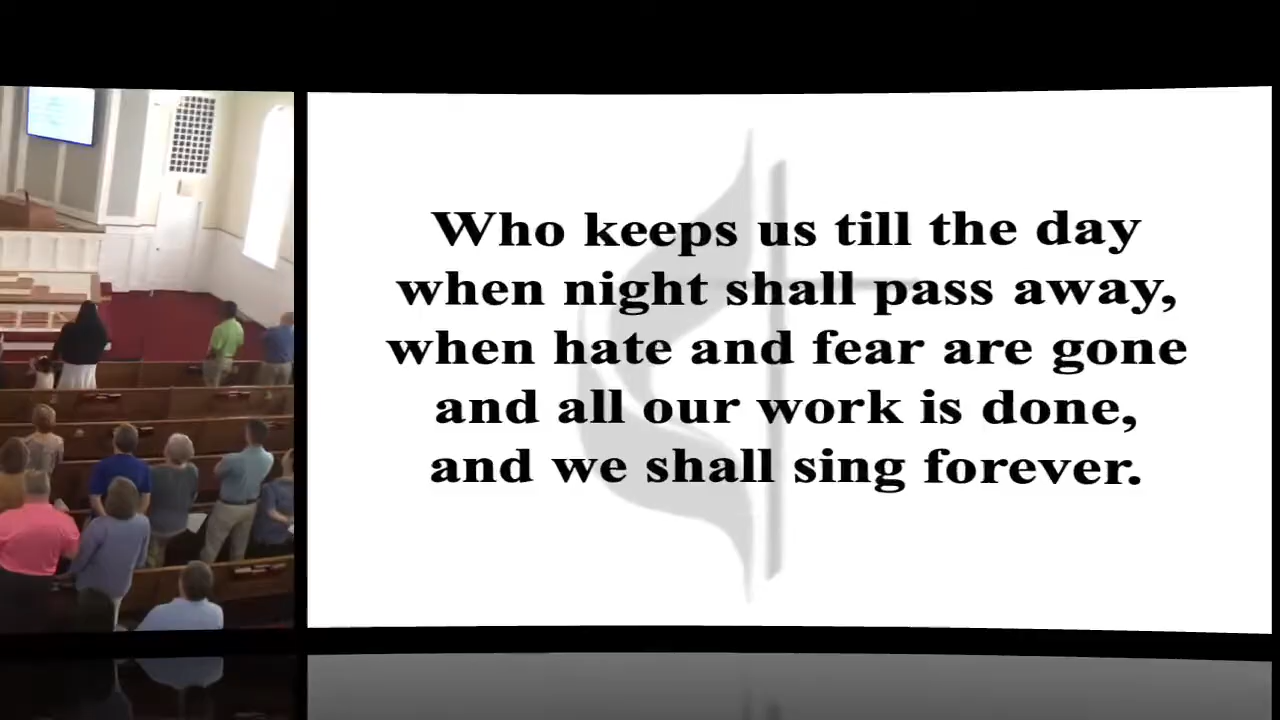 Who keeps us till the day
when night shall pass away,
when hate and fear are gone
and all our work is done,
and we shall sing forever.